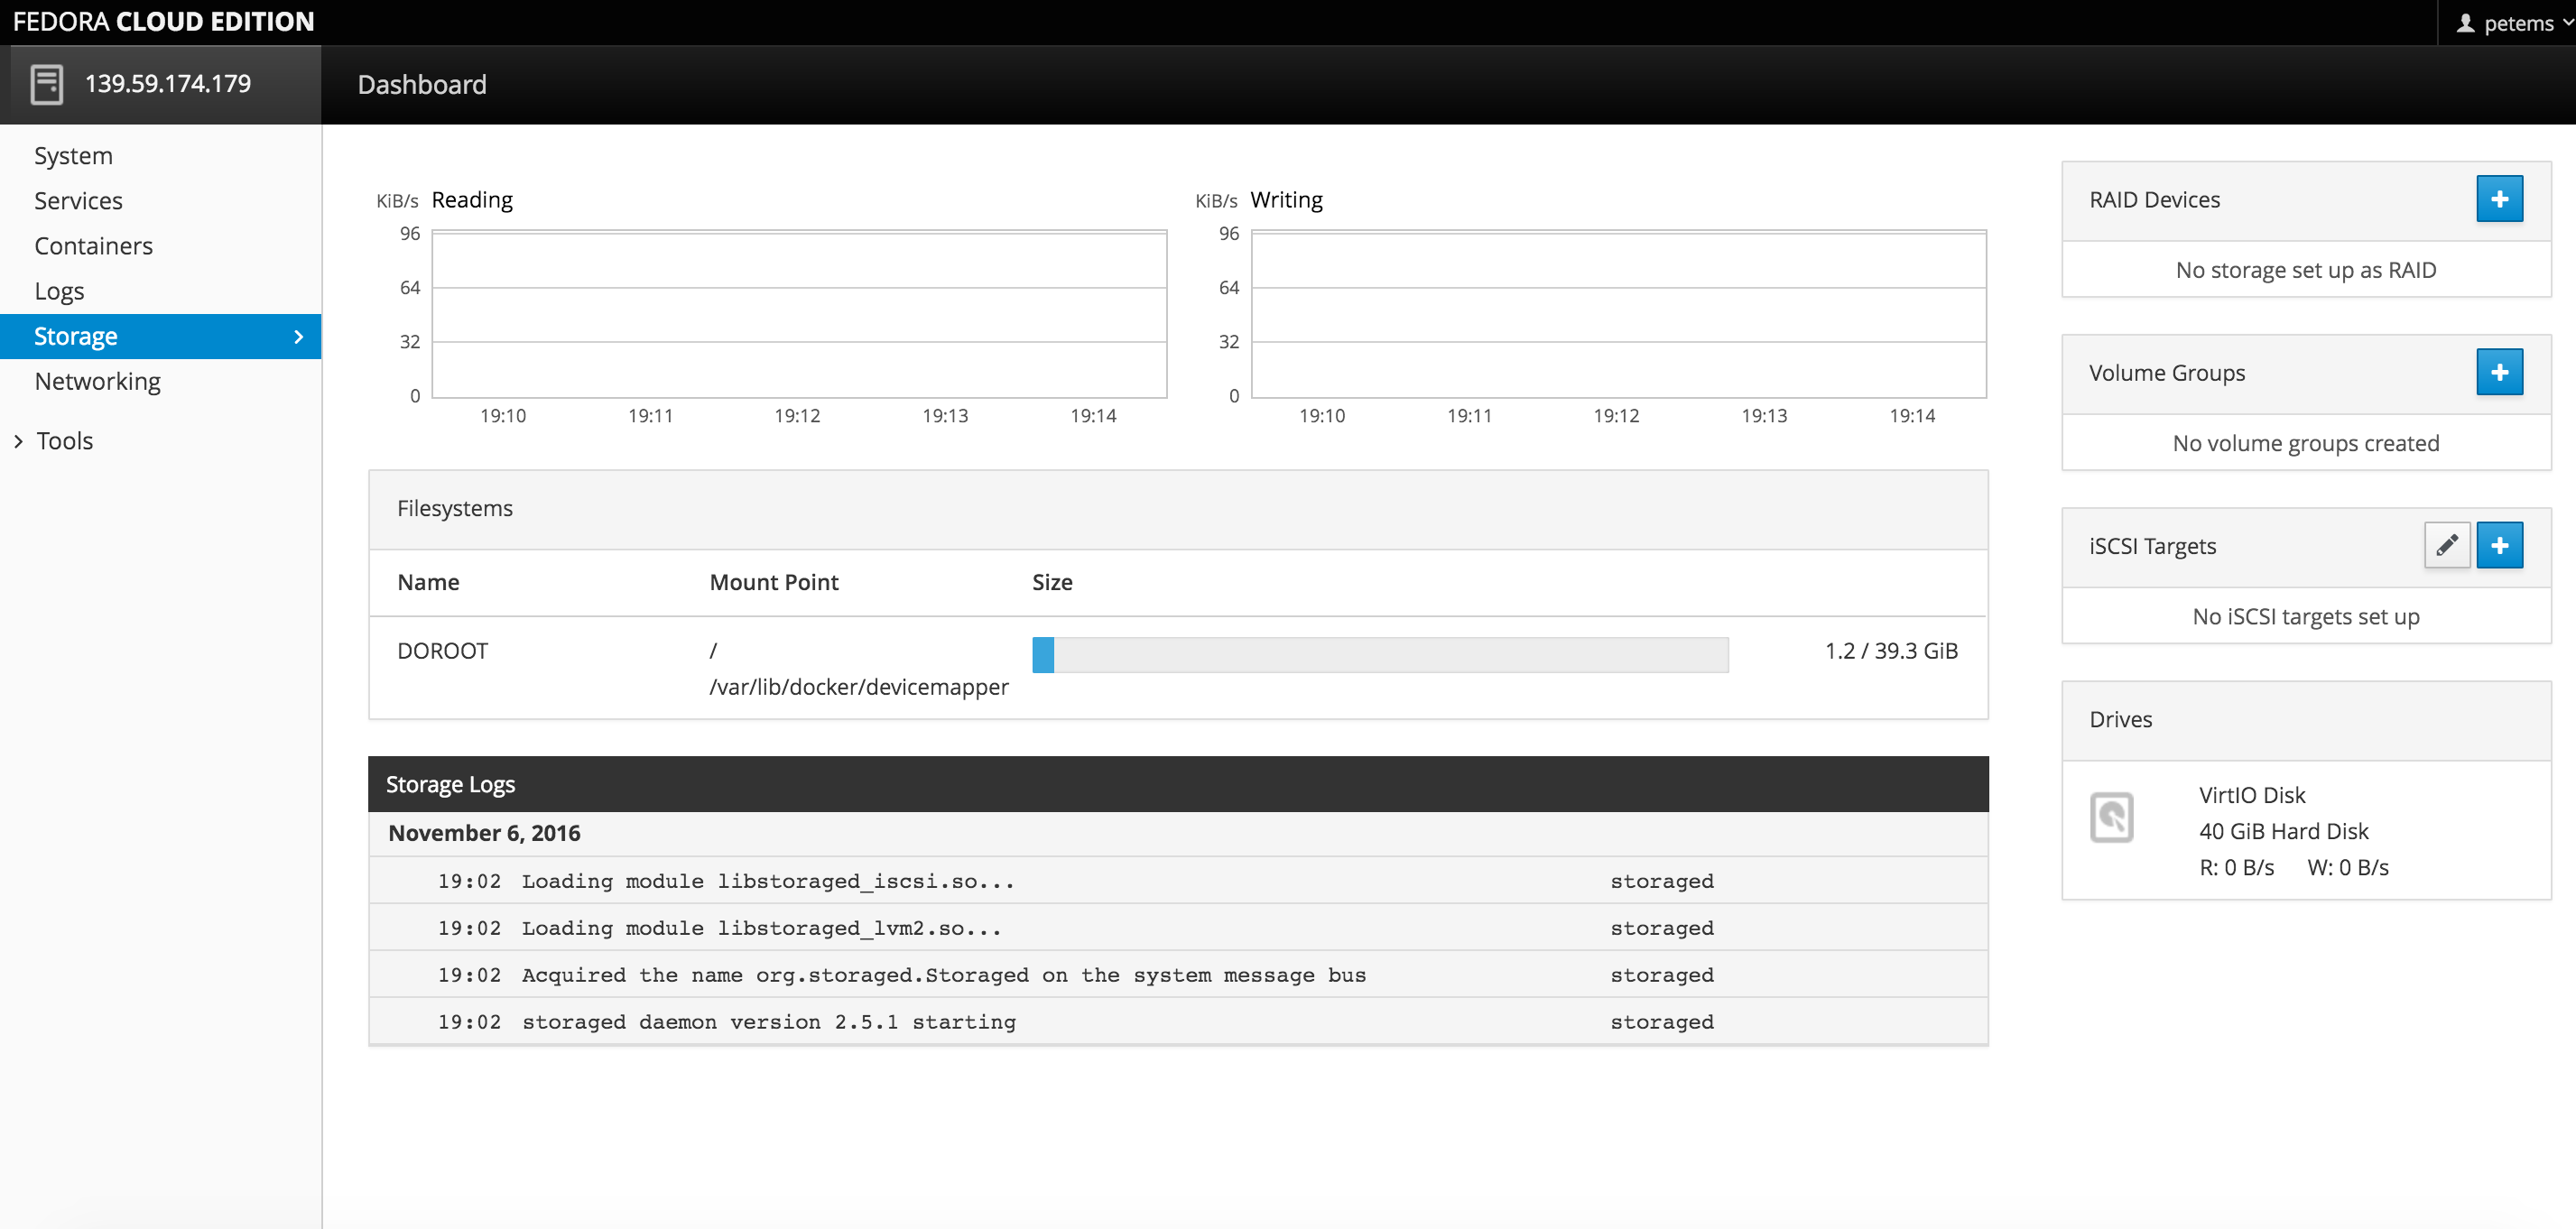 FEDORA CLOUD EDITION
petems
139.59.174.179
Dashboard
System
Services
Containers
Logs
Storage
Networking
Tools
KiB/s Reading
96
64
32
0
19:10 19:11 19:12 19:13 19:14
KiB/s Writing
96
64
32
0
19:10 19:11 19:12 19:13 19:14
Filesystems
Name Mount Point Size
DOROOT / 1.2 / 39.3 GiB
/var/lib/docker/devicemapper
Storage Logs
November 6, 2016
19:02 Loading module libstoraged_iscsi.so... storaged
19:02 Loading module libstoraged_lvm2.so... storaged
19:02 Acquired the name org.storaged.Storaged on the system message bus storaged
19:02 storaged daemon version 2.5.1 starting storaged
RAID Devices
No storage set up as RAID
Volume Groups
No volume groups created
iSCSI Targets
No iSCSI targets set up
Drives
VirtIO Disk
40 GiB Hard Disk
R: 0 B/s W: 0 B/s